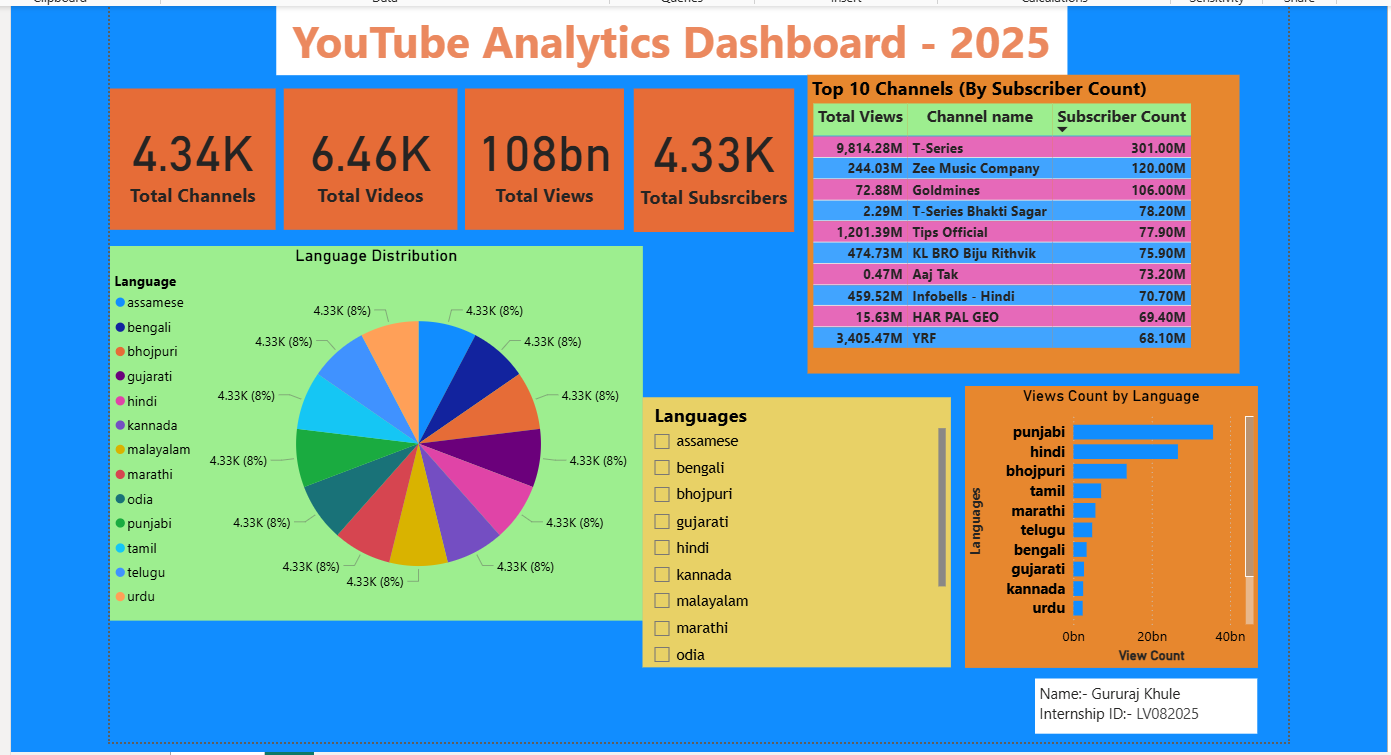 Clipboard Data Queries Insert Calculations Sensitivity Share
YouTube Analytics Dashboard - 2025
4.34K
Total Channels
6.46K
Total Videos
108bn
Total Views
4.33K
Total Subsrcibers
Top 10 Channels (By Subscriber Count)
Total Views Channel name Subscriber Count
9,814.28M T-Series 301.00M
244.03M Zee Music Company 120.00M
72.88M Goldmines 106.00M
2.29M T-Series Bhakti Sagar 78.20M
1,201.39M Tips Official 77.90M
474.73M KL BRO Biju Rithvik 75.90M
0.47M Aaj Tak 73.20M
459.52M Infobells - Hindi 70.70M
15.63M HAR PAL GEO 69.40M
3,405.47M YRF 68.10M
Language Distribution
Language
assamese
bengali
bhojpuri
gujarati
hindi
kannada
malayalam
marathi
odia
punjabi
tamil
telugu
urdu
4.33K (8%)
4.33K (8%)
4.33K (8%)
4.33K (8%)
4.33K (8%)
4.33K (8%)
4.33K (8%)
4.33K (8%)
4.33K (8%)
4.33K (8%)
4.33K (8%)
4.33K (8%)
4.33K (8%)
Languages
assamese
bengali
bhojpuri
gujarati
hindi
kannada
malayalam
marathi
odia
Views Count by Language
Languages
punjabi
hindi
bhojpuri
tamil
marathi
telugu
bengali
gujarati
kannada
urdu
0bn 20bn 40bn
View Count
Name:- Gururaj Khule
Internship ID:- LV082025